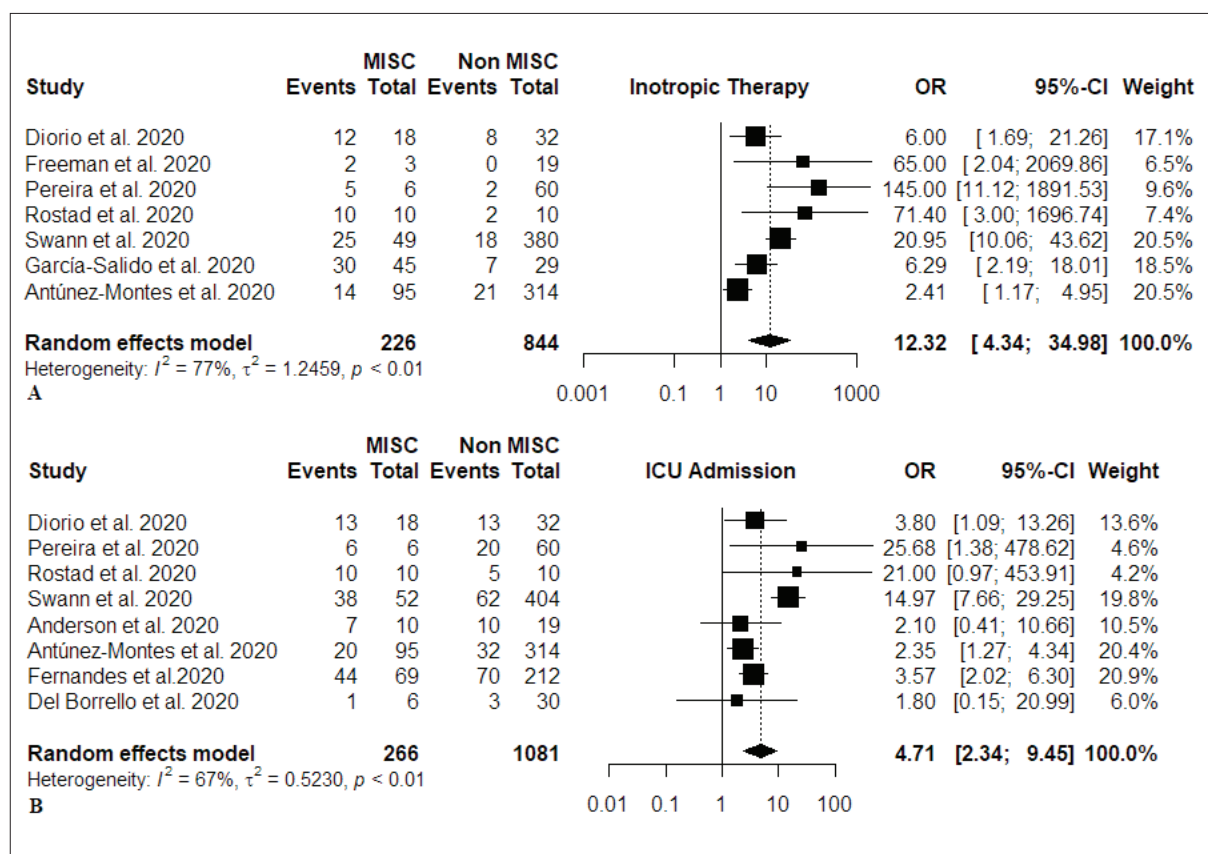 MISC Non MISC
Study Events Total Events Total Inotropic Therapy OR 95%-CI Weight
Diorio et al. 2020 12 18 8 32 6.00 [ 1.69; 21.26] 17.1%
Freeman et al. 2020 2 3 0 19 65.00 [ 2.04; 2069.86] 6.5%
Pereira et al. 2020 5 6 2 60 145.00 [11.12; 1891.53] 9.6%
Rostad et al. 2020 10 10 2 10 71.40 [ 3.00; 1696.74] 7.4%
Swann et al. 2020 25 49 18 380 20.95 [10.06; 43.62] 20.5%
García-Salido et al. 2020 30 45 7 29 6.29 [ 2.19; 18.01] 18.5%
Antúnez-Montes et al. 2020 14 95 21 314 2.41 [ 1.17; 4.95] 20.5%
Random effects model 226 844 12.32 [ 4.34; 34.98] 100.0%
Heterogeneity: I² = 77%, τ² = 1.2459, p < 0.01
A 0.001 0.1 1 10 1000
MISC Non MISC
Study Events Total Events Total ICU Admission OR 95%-CI Weight
Diorio et al. 2020 13 18 13 32 3.80 [1.09; 13.26] 13.6%
Pereira et al. 2020 6 6 20 60 25.68 [1.38; 478.62] 4.6%
Rostad et al. 2020 10 10 5 10 21.00 [0.97; 453.91] 4.2%
Swann et al. 2020 38 52 62 404 14.97 [7.66; 29.25] 19.8%
Anderson et al. 2020 7 10 10 19 2.10 [0.41; 10.66] 10.5%
Antúnez-Montes et al. 2020 20 95 32 314 2.35 [1.27; 4.34] 20.4%
Fernandes et al.2020 44 69 70 212 3.57 [2.02; 6.30] 20.9%
Del Borrello et al. 2020 1 6 3 30 1.80 [0.15; 20.99] 6.0%
Random effects model 266 1081 4.71 [2.34; 9.45] 100.0%
Heterogeneity: I² = 67%, τ² = 0.5230, p < 0.01
B 0.01 0.1 1 10 100